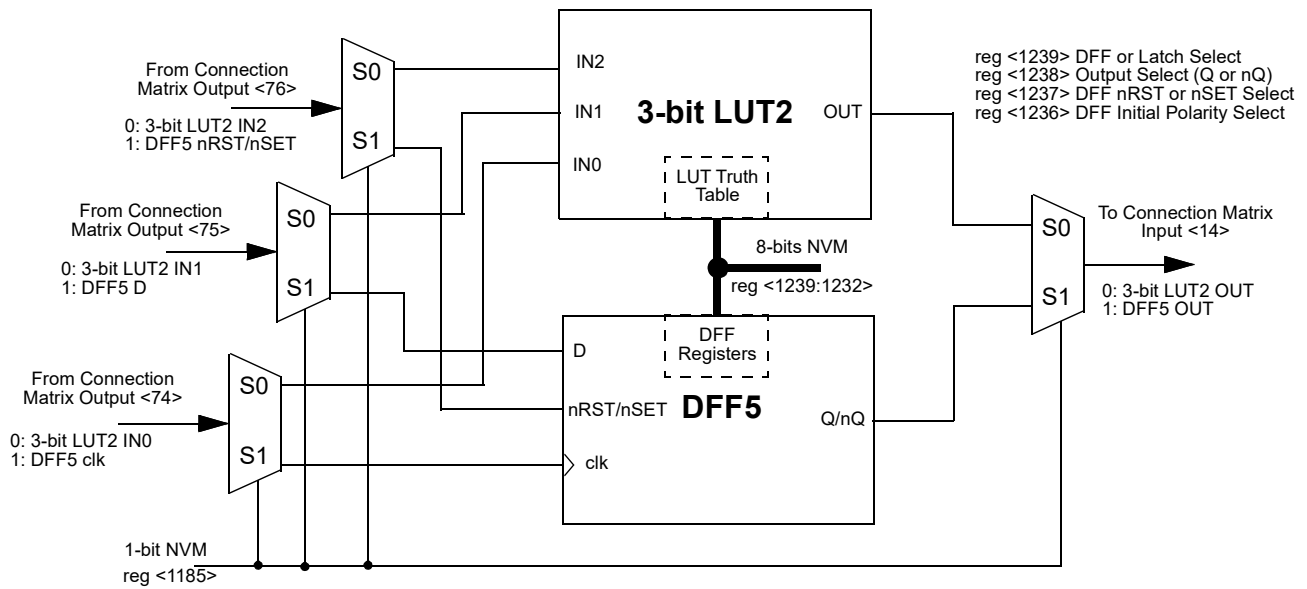 From Connection
Matrix Output <76>
0: 3-bit LUT2 IN2
1: DFF5 nRST/nSET
S0
S1
From Connection
Matrix Output <75>
0: 3-bit LUT2 IN1
1: DFF5 D
S0
S1
From Connection
Matrix Output <74>
0: 3-bit LUT2 IN0
1: DFF5 clk
S0
S1
1-bit NVM
reg <1185>
IN2
IN1
IN0
3-bit LUT2
OUT
LUT Truth
Table
8-bits NVM
reg <1239:1232>
DFF
Registers
D
nRST/nSET
clk
DFF5
Q/nQ
reg <1239> DFF or Latch Select
reg <1238> Output Select (Q or nQ)
reg <1237> DFF nRST or nSET Select
reg <1236> DFF Initial Polarity Select
S0
S1
To Connection Matrix
Input <14>
0: 3-bit LUT2 OUT
1: DFF5 OUT